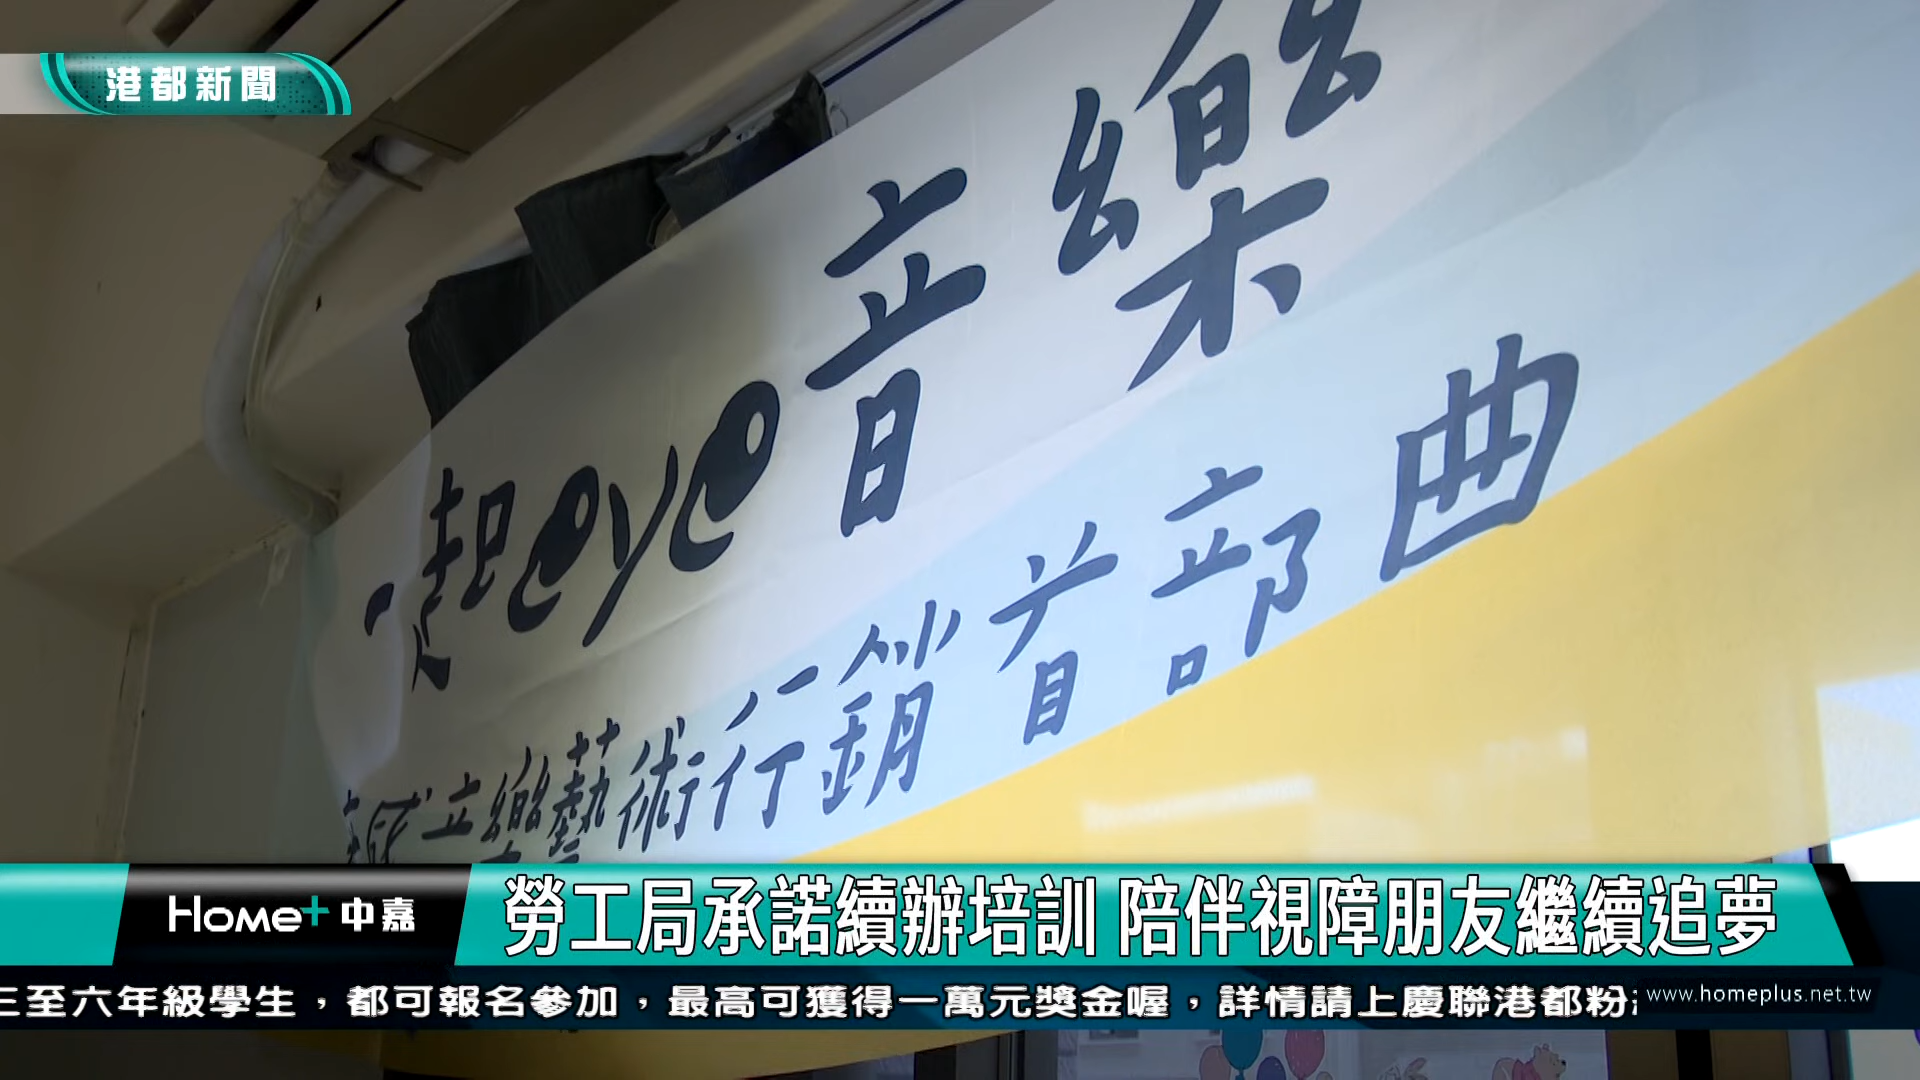 港都新聞
一起eye音樂
感音樂藝術行銷首部曲
Home+中嘉
勞工局承諾續辦培訓 陪伴視障朋友繼續追夢
三至六年級學生，都可報名參加，最高可獲得一萬元獎金喔，詳情請上慶聯港都粉
www.homeplus.net.tw